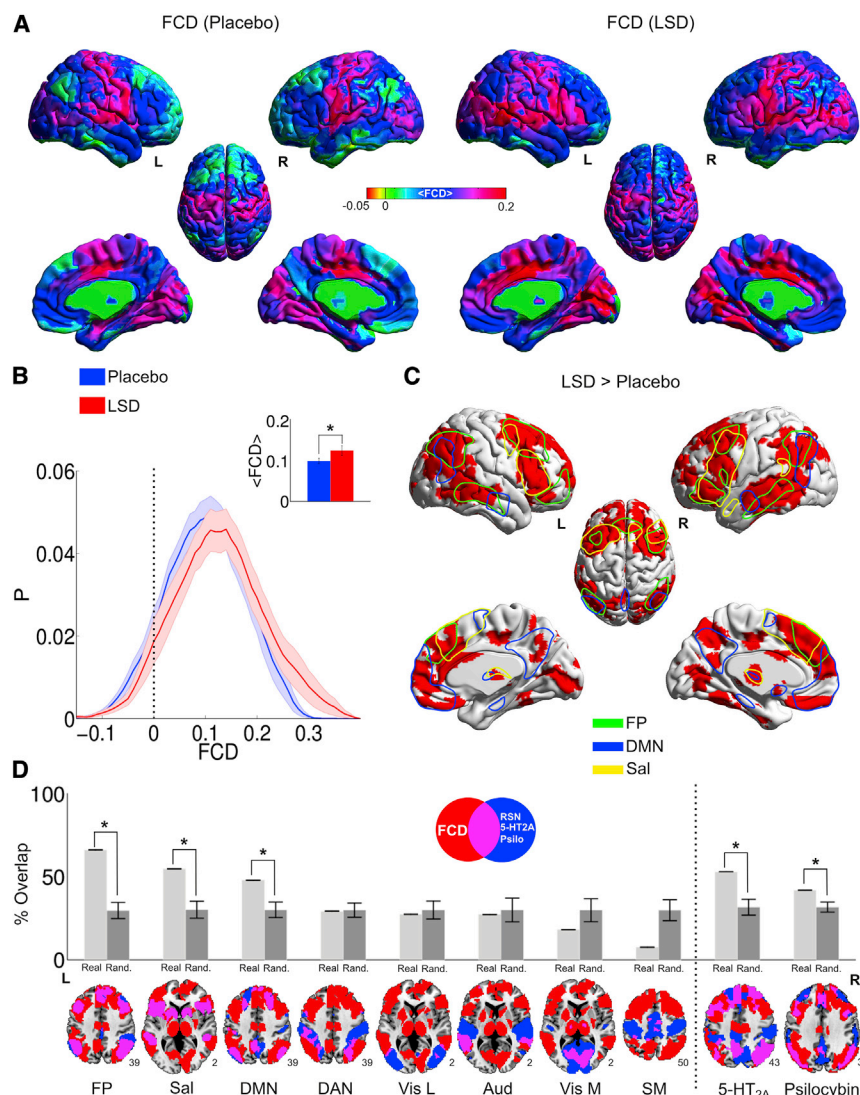 A
FCD (Placebo)
FCD (LSD)
L
R
L
R
<FCD>
-0.05
0
0.2
B
Placebo
LSD
<FCD>
0.2
0.1
0
*
P
0.06
0.04
0.02
0
−0.1
0
0.1
0.2
0.3
FCD
C
LSD > Placebo
L
R
FP
DMN
Sal
D
% Overlap
100
50
0
FCD
RSN
5-HT2A
Psilo
* * * * *
Real Rand. Real Rand. Real Rand. Real Rand. Real Rand. Real Rand. Real Rand. Real Rand. Real Rand. Real Rand.
L
R
39 2 39 39 2 2 2 50 43
FP Sal DMN DAN Vis L Aud Vis M SM 5-HT2A Psilocybin